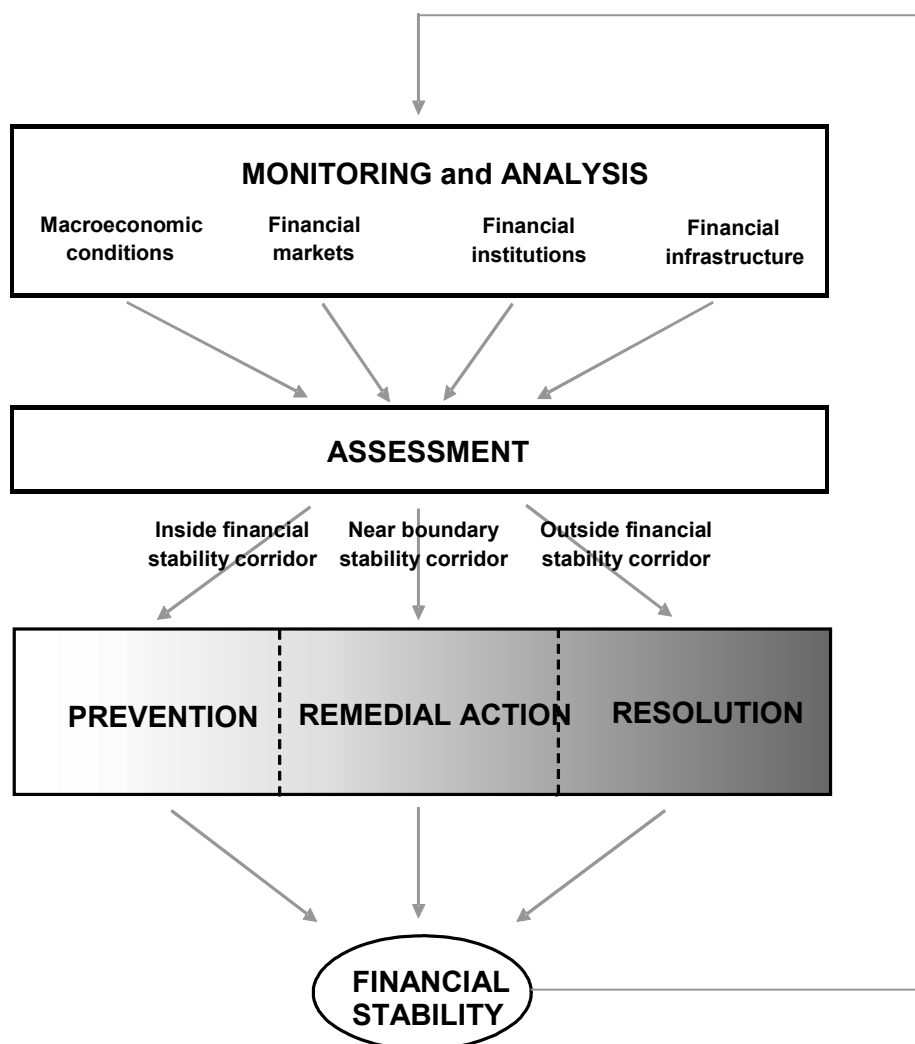 MONITORING and ANALYSIS
Macroeconomic
conditions
Financial
markets
Financial
institutions
Financial
infrastructure
ASSESSMENT
Inside financial
stability corridor
Near boundary
stability corridor
Outside financial
stability corridor
PREVENTION
REMEDIAL ACTION
RESOLUTION
FINANCIAL
STABILITY